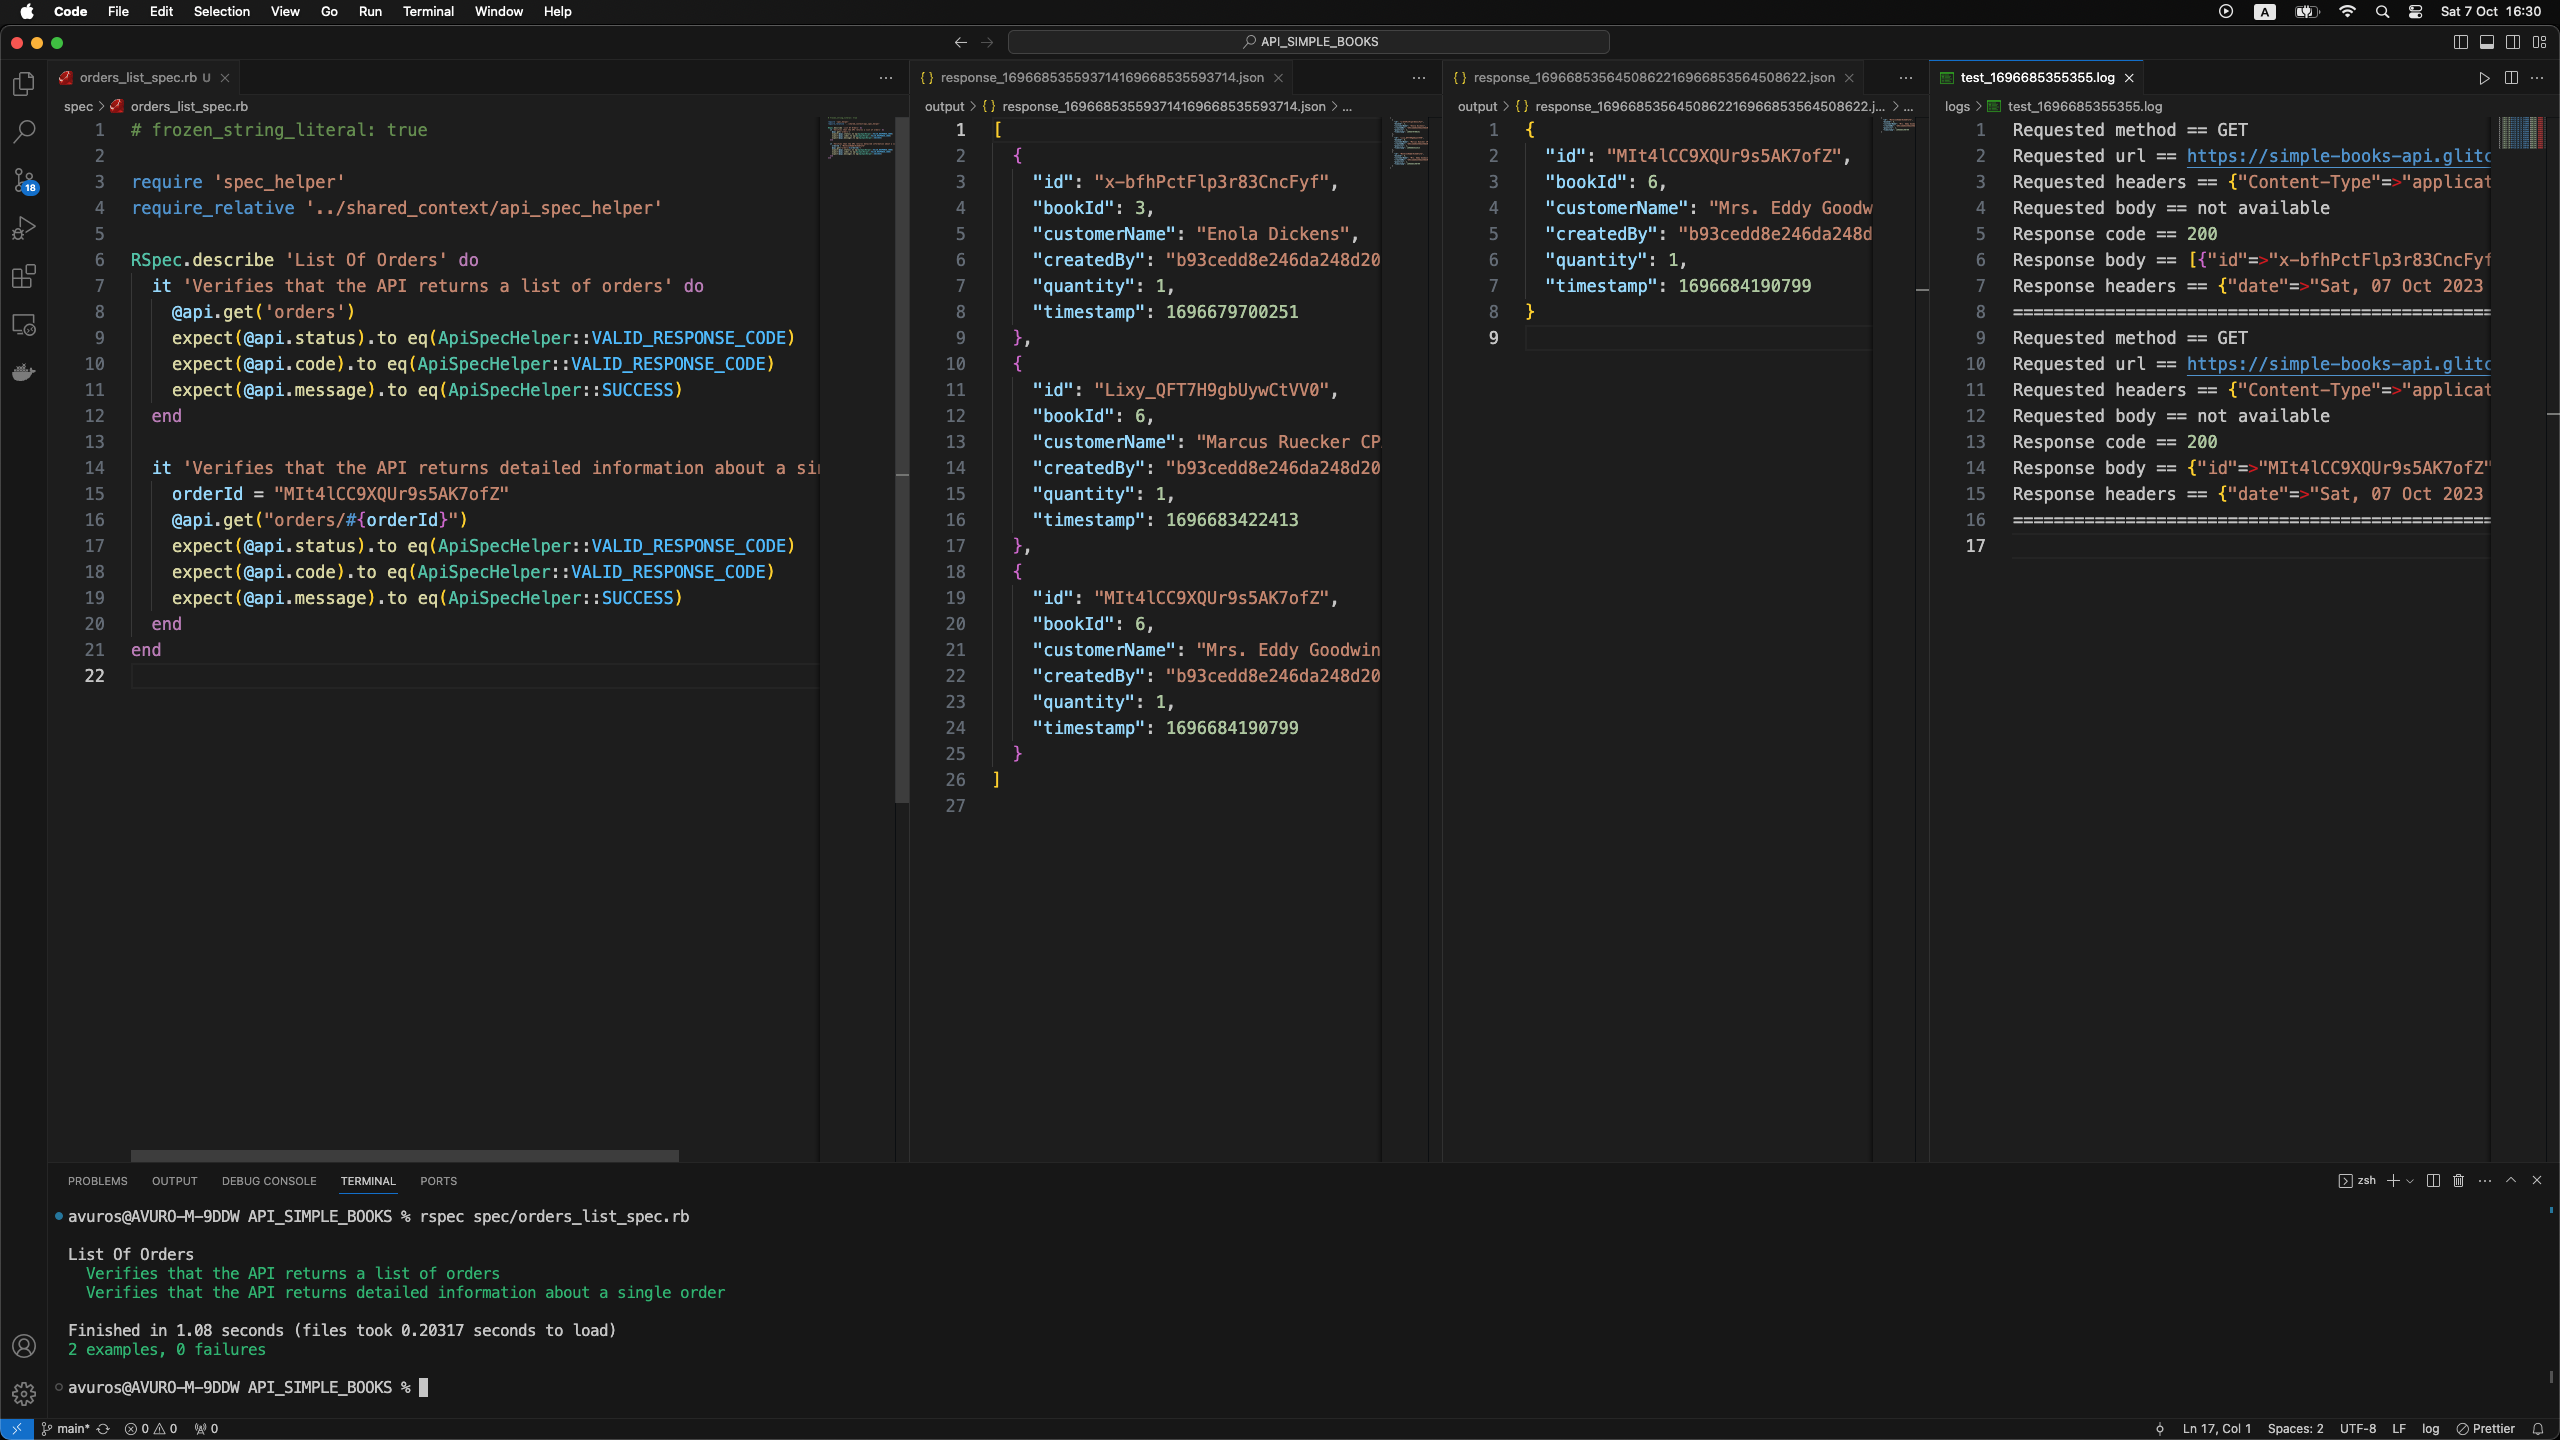 Code File Edit Selection View Go Run Terminal Window Help
A Sat 7 Oct 16:30
API_SIMPLE_BOOKS
orders_list_spec.rb U
spec > orders_list_spec.rb
1 # frozen_string_literal: true
2
3 require 'spec_helper'
4 require_relative '../shared_context/api_spec_helper'
5
6 RSpec.describe 'List Of Orders' do
7 it 'Verifies that the API returns a list of orders' do
8 @api.get('orders')
9 expect(@api.status).to eq(ApiSpecHelper::VALID_RESPONSE_CODE)
10 expect(@api.code).to eq(ApiSpecHelper::VALID_RESPONSE_CODE)
11 expect(@api.message).to eq(ApiSpecHelper::SUCCESS)
12 end
13
14 it 'Verifies that the API returns detailed information about a si
15 orderId = "MIt4lCC9XQUr9s5AK7ofZ"
16 @api.get("orders/#{orderId}")
17 expect(@api.status).to eq(ApiSpecHelper::VALID_RESPONSE_CODE)
18 expect(@api.code).to eq(ApiSpecHelper::VALID_RESPONSE_CODE)
19 expect(@api.message).to eq(ApiSpecHelper::SUCCESS)
20 end
21 end
22
{} response_1696685355937141696685355937 14.json
output > {} response_169668535593714169668535593714.json > ...
1 [
2 {
3 "id": "x-bfhPctFlp3r83CncFyf",
4 "bookId": 3,
5 "customerName": "Enola Dickens",
6 "createdBy": "b93cedd8e246da248d20
7 "quantity": 1,
8 "timestamp": 1696679700251
9 },
10 {
11 "id": "Lixy_QFT7H9gbUywCtVV0",
12 "bookId": 6,
13 "customerName": "Marcus Ruecker CP
14 "createdBy": "b93cedd8e246da248d20
15 "quantity": 1,
16 "timestamp": 1696683422413
17 },
18 {
19 "id": "MIt4lCC9XQUr9s5AK7ofZ",
20 "bookId": 6,
21 "customerName": "Mrs. Eddy Goodwin
22 "createdBy": "b93cedd8e246da248d20
23 "quantity": 1,
24 "timestamp": 1696684190799
25 }
26 ]
27
{} response_1696685356450862216966853564508622.json
output > {} response_1696685356450862216966853564508622.j... > ...
1 {
2 "id": "MIt4lCC9XQUr9s5AK7ofZ",
3 "bookId": 6,
4 "customerName": "Mrs. Eddy Goodw
5 "createdBy": "b93cedd8e246da248d
6 "quantity": 1,
7 "timestamp": 1696684190799
8 }
9
test_1696685355355.log
logs > test_1696685355355.log
1 Requested method == GET
2 Requested url == https://simple-books-api.glitc
3 Requested headers == {"Content-Type"=>"applicat
4 Requested body == not available
5 Response code == 200
6 Response body == [{"id"=>"x-bfhPctFlp3r83CncFyf
7 Response headers == {"date"=>"Sat, 07 Oct 2023
8 ===============================================
9 Requested method == GET
10 Requested url == https://simple-books-api.glitc
11 Requested headers == {"Content-Type"=>"applicat
12 Requested body == not available
13 Response code == 200
14 Response body == {"id"=>"MIt4lCC9XQUr9s5AK7ofZ"
15 Response headers == {"date"=>"Sat, 07 Oct 2023
16 ===============================================
17
18
PROBLEMS OUTPUT DEBUG CONSOLE TERMINAL PORTS
zsh
avuros@AVURO-M-9DDW API_SIMPLE_BOOKS % rspec spec/orders_list_spec.rb
List Of Orders
Verifies that the API returns a list of orders
Verifies that the API returns detailed information about a single order
Finished in 1.08 seconds (files took 0.20317 seconds to load)
2 examples, 0 failures
avuros@AVURO-M-9DDW API_SIMPLE_BOOKS %
main* 0 0 0
Ln 17, Col 1 Spaces: 2 UTF-8 LF log Prettier